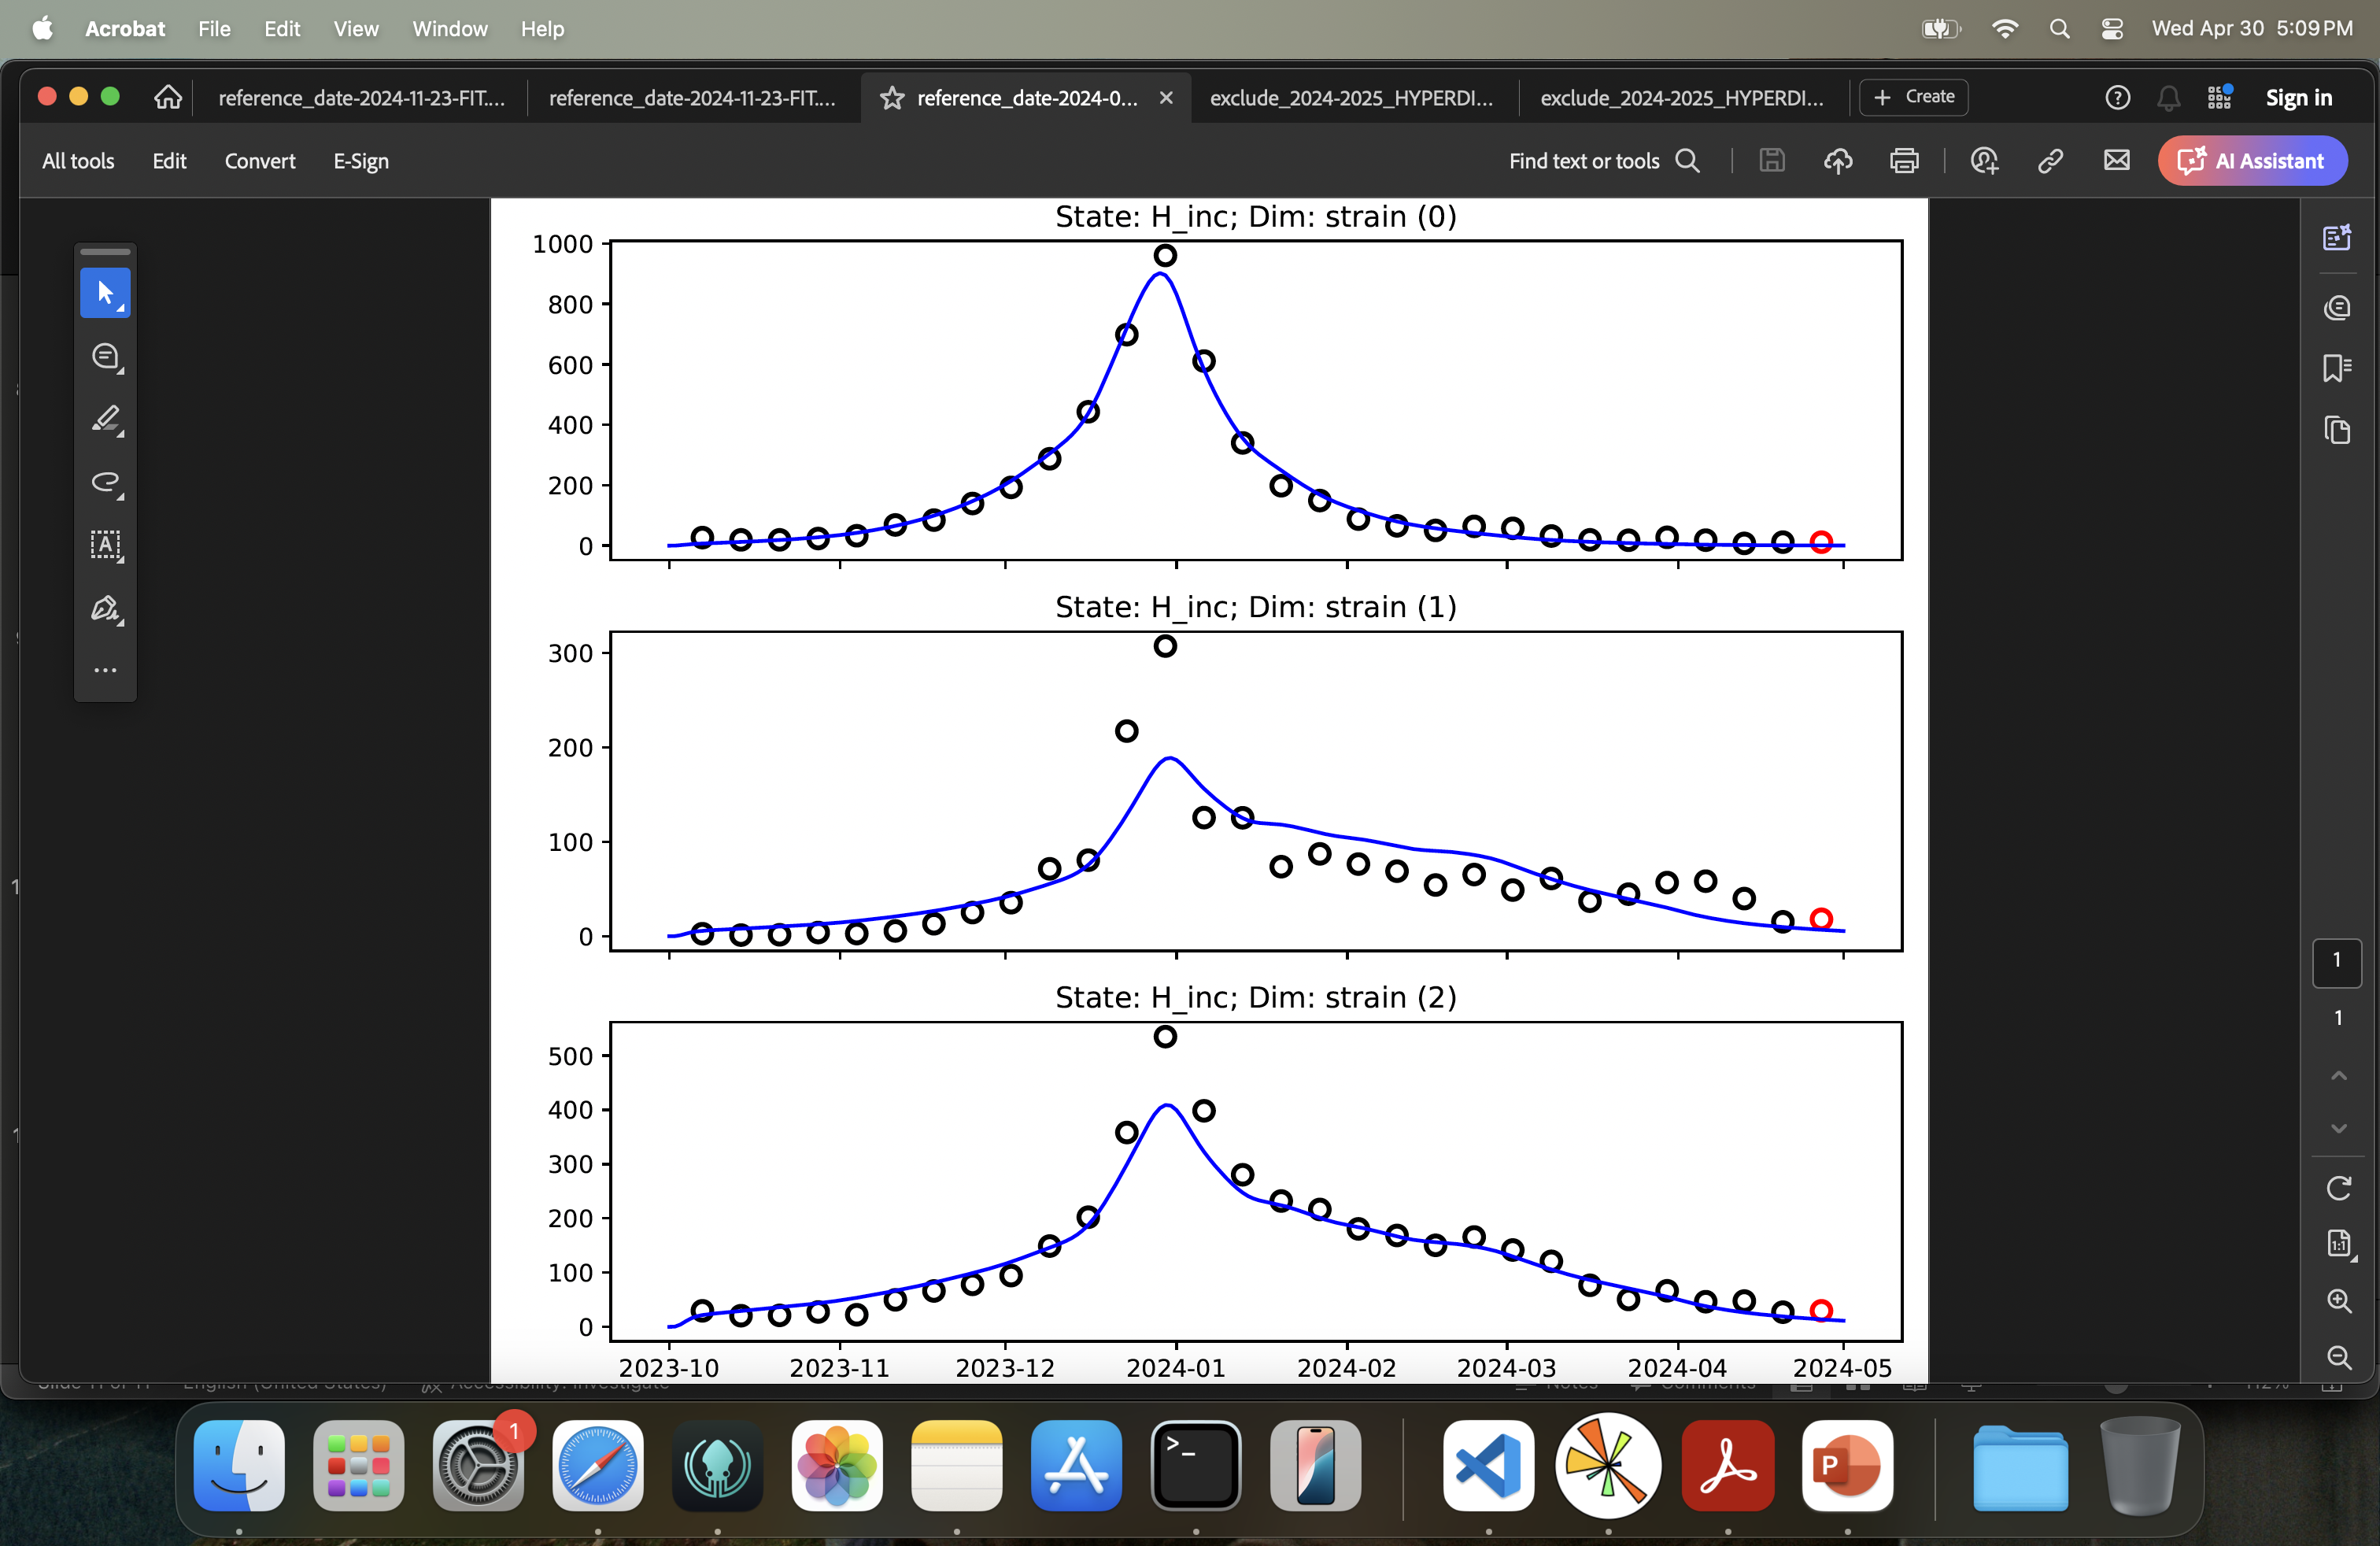 Acrobat File Edit View Window Help Wed Apr 30 5:09 PM
reference_date-2024-11-23-FIT.... reference_date-2024-11-23-FIT.... reference_date-2024-0... exclude_2024-2025_HYPERDI... exclude_2024-2025_HYPERDI... + Create Sign in
All tools Edit Convert E-Sign Find text or tools AI Assistant
State: H_inc; Dim: strain (0)
1000
800
600
400
200
0
State: H_inc; Dim: strain (1)
300
200
100
0
State: H_inc; Dim: strain (2)
500
400
300
200
100
0
2023-10 2023-11 2023-12 2024-01 2024-02 2024-03 2024-04 2024-05
A
1
1
1:1
1
>_
P